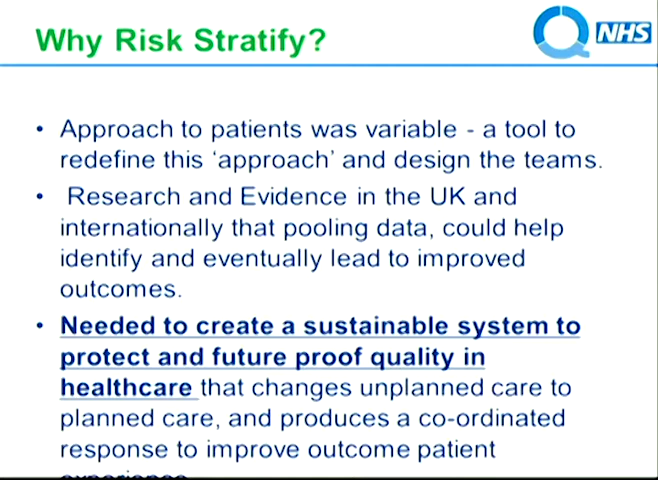 Why Risk Stratify?
NHS
• Approach to patients was variable - a tool to
redefine this ‘approach’ and design the teams.
• Research and Evidence in the UK and
internationally that pooling data, could help
identify and eventually lead to improved
outcomes.
• Needed to create a sustainable system to
protect and future proof quality in
healthcare that changes unplanned care to
planned care, and produces a co-ordinated
response to improve outcome patient